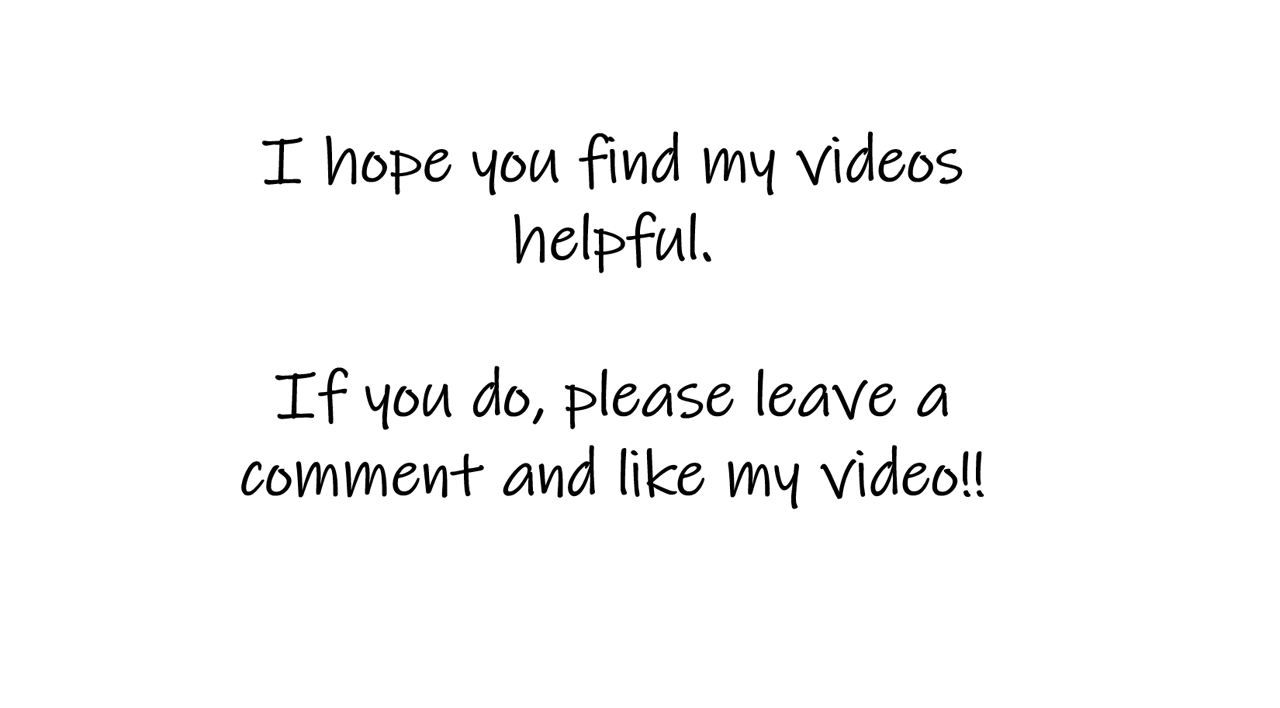 I hope you find my videos
helpful.
If you do, please leave a
comment and like my video!!